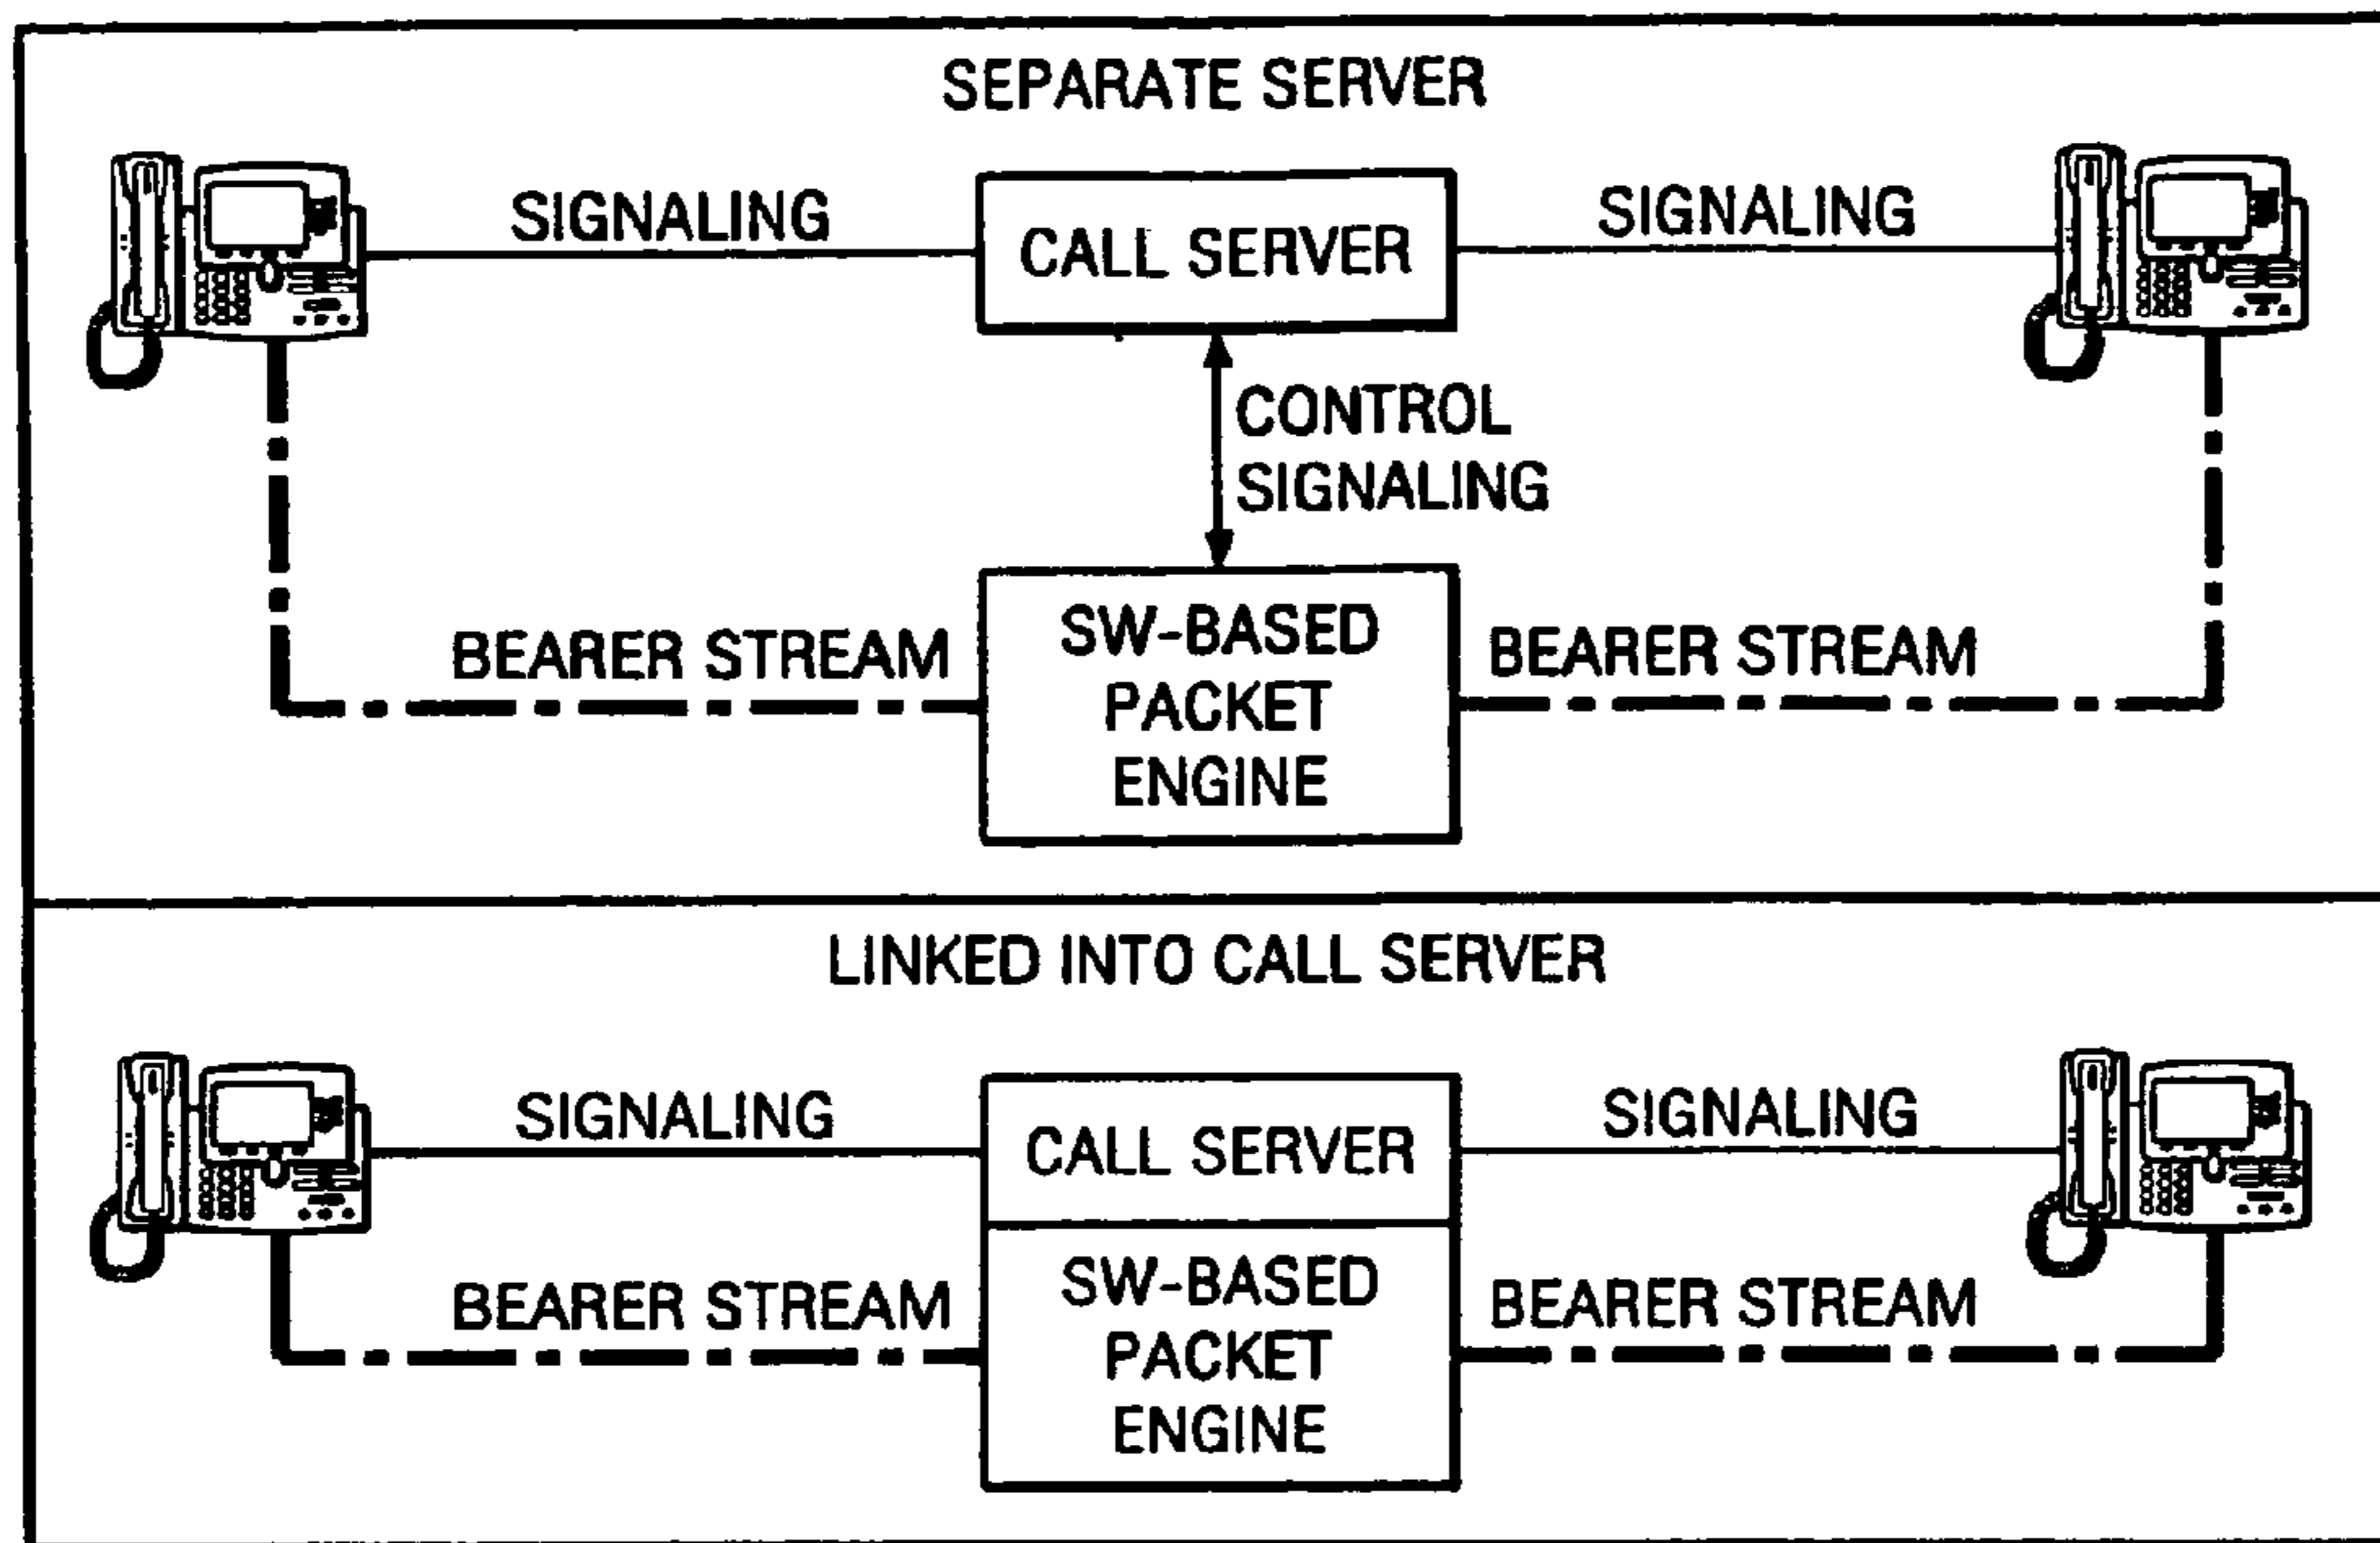 SEPARATE SERVER
SIGNALING
CALL SERVER
SIGNALING
CONTROL
SIGNALING
BEARER STREAM
SW-BASED
PACKET
ENGINE
BEARER STREAM
LINKED INTO CALL SERVER
SIGNALING
CALL SERVER
SIGNALING
BEARER STREAM
SW-BASED
PACKET
ENGINE
BEARER STREAM